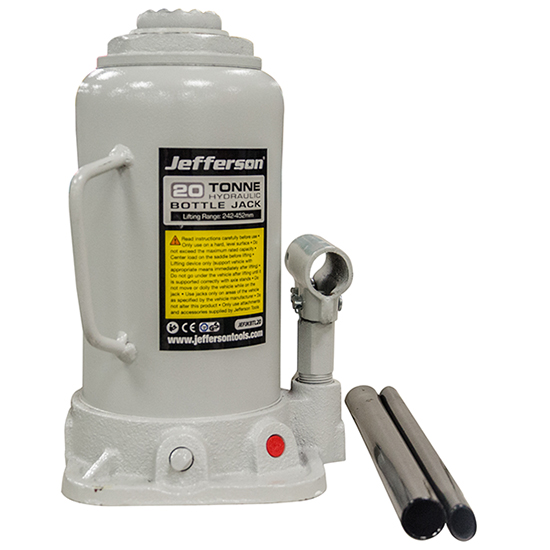 Jefferson
20 TONNE
HYDRAULIC
BOTTLE JACK
Lifting Range: 242-452mm
Read instructions carefully before use •
Only use on a hard, level surface • Do
not exceed the maximum rated capacity •
Center load on the saddle before lifting •
Lifting device only (support vehicle with
appropriate means immediately after lifting •
Do not go under the vehicle after lifting until it
is supported correctly with axle stands • Do
not move or dolly the vehicle while on the
jack • Use jacks only on areas of the vehicle
as specified by the vehicle manufacture • Do
not alter this product • Only use attachments
and accessories supplied by Jefferson Tools
CE
JEFJKBTL20
www.jeffersontools.com